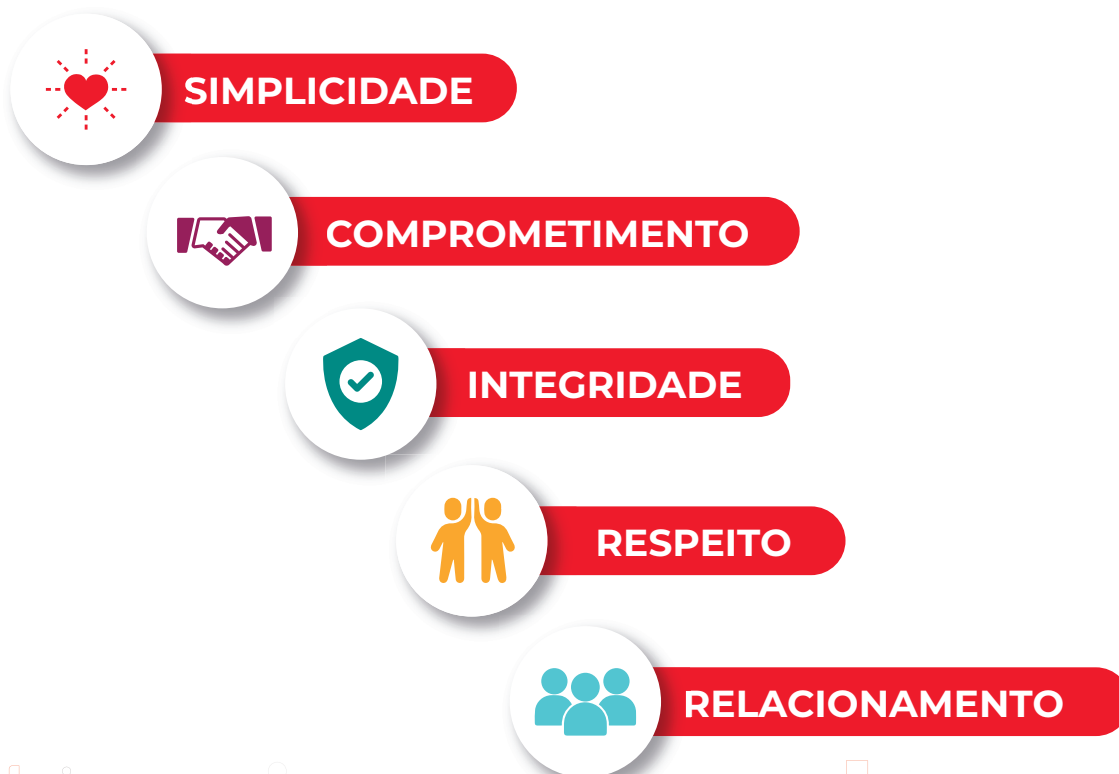 SIMPLICIDADE
COMPROMETIMENTO
INTEGRIDADE
RESPEITO
RELACIONAMENTO